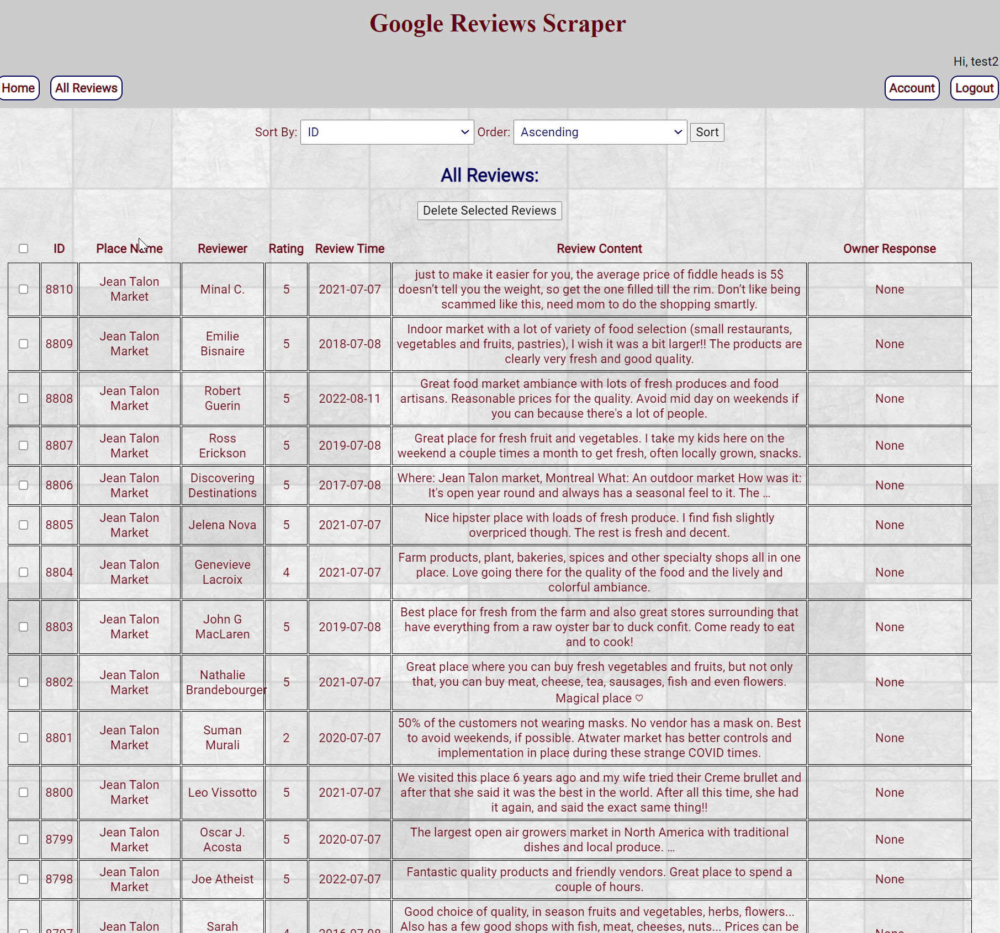 Google Reviews Scraper
Hi, test2
Home All Reviews Account Logout
Sort By: ID Order: Ascending Sort
All Reviews:
Delete Selected Reviews
ID Place Name Reviewer Rating Review Time Review Content Owner Response
8810 Jean Talon Market Minal C. 5 2021-07-07 just to make it easier for you, the average price of fiddle heads is 5$
doesn’t tell you the weight, so get the one filled till the rim. Don’t like being
scammed like this, need mom to do the shopping smartly. None
8809 Jean Talon Market Emilie Bisnaire 5 2018-07-08 Indoor market with a lot of variety of food selection (small restaurants,
vegetables and fruits, pastries), I wish it was a bit larger!! The products are
clearly very fresh and good quality. None
8808 Jean Talon Market Robert Guerin 5 2022-08-11 Great food market ambiance with lots of fresh produces and food
artisans. Reasonable prices for the quality. Avoid mid day on weekends if
you can because there's a lot of people. None
8807 Jean Talon Market Ross Erickson 5 2019-07-08 Great place for fresh fruit and vegetables. I take my kids here on the
weekend a couple times a month to get fresh, often locally grown, snacks. None
8806 Jean Talon Market Discovering Destinations 5 2017-07-08 Where: Jean Talon market, Montreal What: An outdoor market How was it:
It's open year round and always has a seasonal feel to it. The … None
8805 Jean Talon Market Jelena Nova 5 2021-07-07 Nice hipster place with loads of fresh produce. I find fish slightly
overpriced though. The rest is fresh and decent. None
8804 Jean Talon Market Genevieve Lacroix 4 2021-07-07 Farm products, plant, bakeries, spices and other specialty shops all in one
place. Love going there for the quality of the food and the lively and
colorful ambiance. None
8803 Jean Talon Market John G MacLaren 5 2019-07-08 Best place for fresh from the farm and also great stores surrounding that
have everything from a raw oyster bar to duck confit. Come ready to eat
and to cook! None
8802 Jean Talon Market Nathalie Brandebourger 5 2021-07-07 Great place where you can buy fresh vegetables and fruits, but not only
that, you can buy meat, cheese, tea, sausages, fish and even flowers.
Magical place ♡ None
8801 Jean Talon Market Suman Murali 2 2020-07-07 50% of the customers not wearing masks. No vendor has a mask on. Best
to avoid weekends, if possible. Atwater market has better controls and
implementation in place during these strange COVID times. None
8800 Jean Talon Market Leo Vissotto 5 2021-07-07 We visited this place 6 years ago and my wife tried their Creme brullet and
after that she said it was the best in the world. After all this time, she had
it again, and said the exact same thing!! None
8799 Jean Talon Market Oscar J. Acosta 5 2020-07-07 The largest open air growers market in North America with traditional
dishes and local produce. … None
8798 Jean Talon Market Joe Atheist 5 2022-07-07 Fantastic quality products and friendly vendors. Great place to spend a
couple of hours. None
8797 Jean Talon Sarah 4 2016-07-08 Good choice of quality, in season fruits and vegetables, herbs, flowers...
Also has a few good shops with fish, meat, cheeses, nuts... Prices can be None